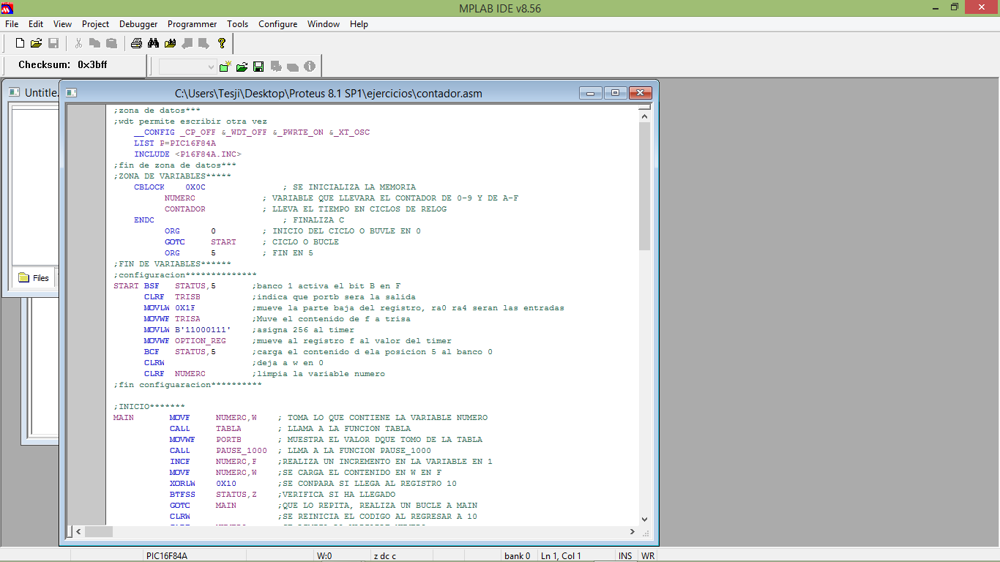 MPLAB IDE v8.56
File Edit View Project Debugger Programmer Tools Configure Window Help
Checksum: 0x3bff
Untitle.
Files
C:\Users\Tesji\Desktop\Proteus 8.1 SP1\ejercicios\contador.asm
;zona de datos***
;wdt permite escribir otra vez
__CONFIG _CP_OFF &_WDT_OFF &_PWRTE_ON &_XT_OSC
LIST P=PIC16F84A
INCLUDE <P16F84A.INC>
;fin de zona de datos***
;ZONA DE VARIABLES*****
CBLOCK 0X0C ; SE INICIALIZA LA MEMORIA
NUMERO ; VARIABLE QUE LLEVARA EL CONTADOR DE 0-9 Y DE A-F
CONTADOR ; LLEVA EL TIEMPO EN CICLOS DE RELOG
ENDC ; FINALIZA C
ORG 0 ; INICIO DEL CICLO O BUVLE EN 0
GOTO START ; CICLO O BUCLE
ORG 5 ; FIN EN 5
;FIN DE VARIABLES******
;configuracion**************
START BSF STATUS,5 ;banco 1 activa el bit B en F
CLRF TRISB ;indica que portb sera la salida
MOVLW 0X1F ;mueve la parte baja del registro, ra0 ra4 seran las entradas
MOVWF TRISA ;Muve el contenido de f a trisa
MOVLW B'11000111' ;asigna 256 al timer
MOVWF OPTION_REG ;mueve al registro f al valor del timer
BCF STATUS,5 ;carga el contenido d ela posicion 5 al banco 0
CLRW ;deja a w en 0
CLRF NUMERO ;limpia la variable numero
;fin configuaracion**********
;INICIO*******
MAIN MOVF NUMERO,W ; TOMA LO QUE CONTIENE LA VARIABLE NUMERO
CALL TABLA ; LLAMA A LA FUNCION TABLA
MOVWF PORTB ; MUESTRA EL VALOR DQUE TOMO DE LA TABLA
CALL PAUSE_1000 ; LLMA A LA FUNCION PAUSE_1000
INCF NUMERO,F ;REALIZA UN INCREMENTO EN LA VARIABLE EN 1
MOVF NUMERO,W ;SE CARGA EL CONTENIDO EN W EN F
XORLW 0X10 ;SE CONPARA SI LLEGA AL REGISTRO 10
BTFSS STATUS,Z ;VERIFICA SI HA LLEGADO
GOTO MAIN ;QUE LO REPITA, REALIZA UN BUCLE A MAIN
CLRW ;SE REINICIA EL CODIGO AL REGRESAR A 10
PIC16F84A W:0 z dc c bank 0 Ln 1, Col 1 INS WR